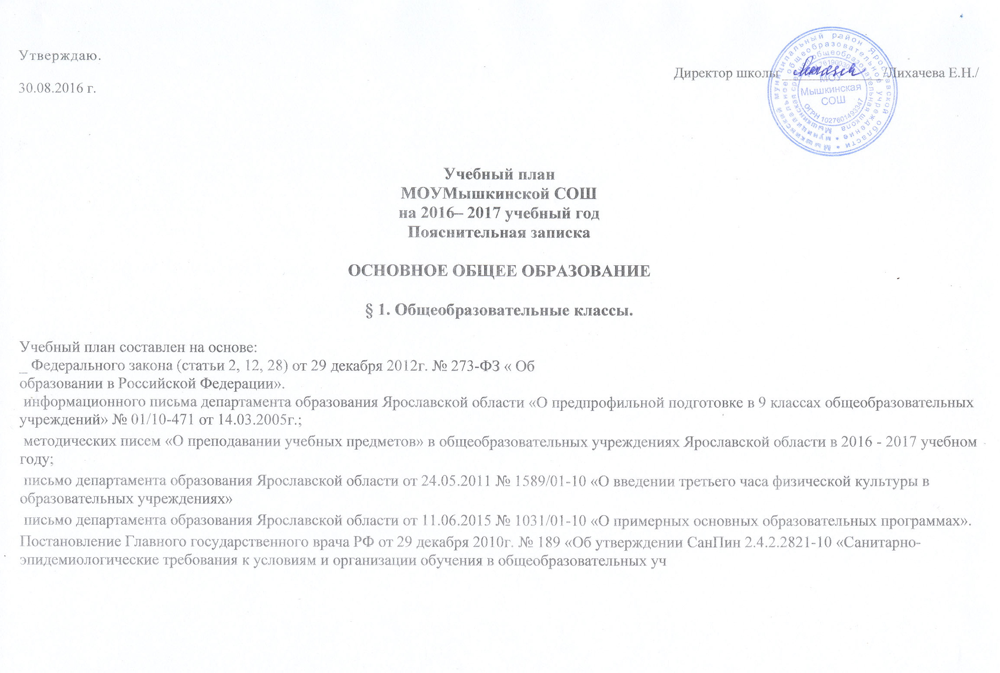 Утверждаю.
Директор школы ______________ /Лихачева Е.Н./
30.08.2016 г.
Мышкинский муниципальный район Ярославской области *
муниципальное общеобразовательное учреждение *
Мышкинская средняя общеобразовательная школа
МОУ
Мышкинская
СОШ
ОГРН 1027601493347
Учебный план
МОУМышкинской СОШ
на 2016– 2017 учебный год
Пояснительная записка
ОСНОВНОЕ ОБЩЕЕ ОБРАЗОВАНИЕ
§ 1. Общеобразовательные классы.
Учебный план составлен на основе:
_ Федерального закона (статьи 2, 12, 28) от 29 декабря 2012г. № 273-ФЗ « Об
образовании в Российской Федерации».
информационного письма департамента образования Ярославской области «О предпрофильной подготовке в 9 классах общеобразовательных
учреждений» № 01/10-471 от 14.03.2005г.;
методических писем «О преподавании учебных предметов» в общеобразовательных учреждениях Ярославской области в 2016 - 2017 учебном
году;
письмо департамента образования Ярославской области от 24.05.2011 № 1589/01-10 «О введении третьего часа физической культуры в
образовательных учреждениях»
письмо департамента образования Ярославской области от 11.06.2015 № 1031/01-10 «О примерных основных образовательных программах».
Постановление Главного государственного врача РФ от 29 декабря 2010г. № 189 «Об утверждении СанПин 2.4.2.2821-10 «Санитарно-
эпидемиологические требования к условиям и организации обучения в общеобразовательных уч